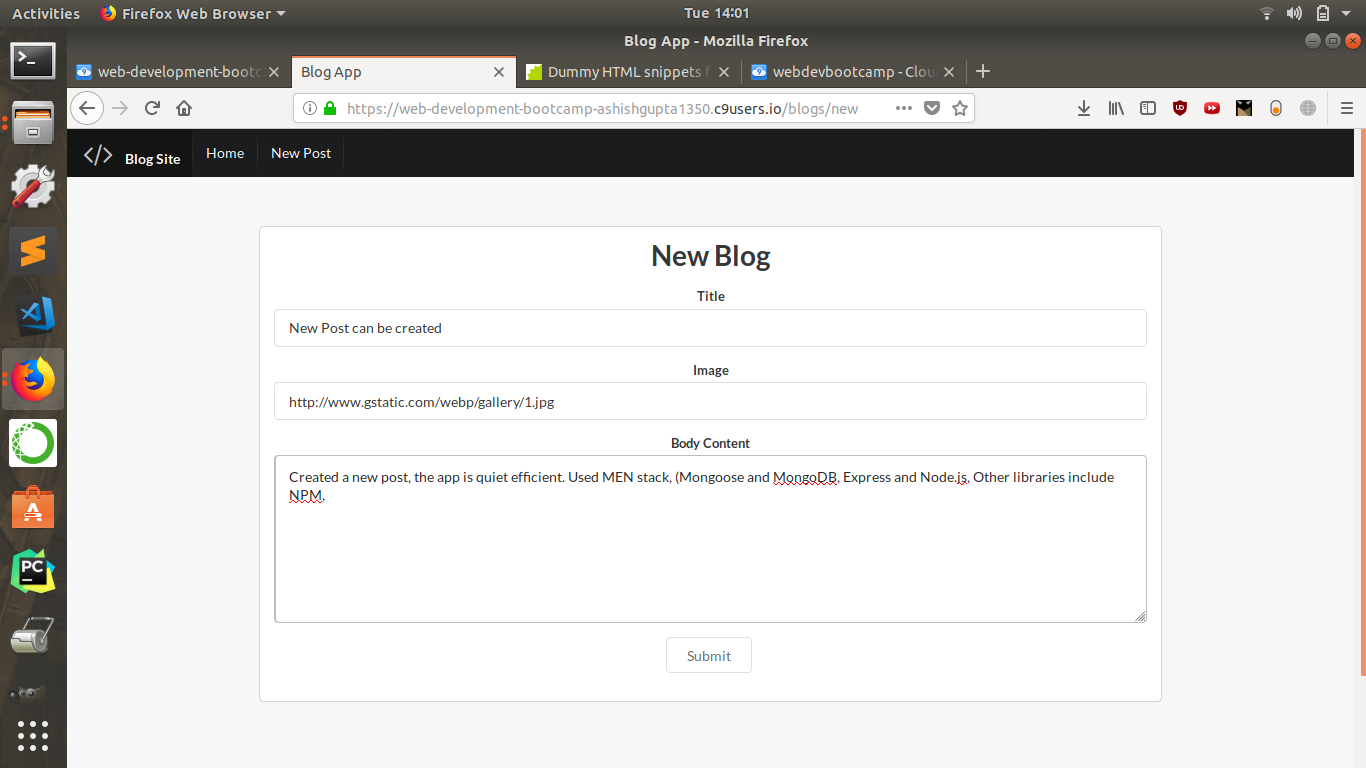 Activities Firefox Web Browser Tue 14:01
Blog App - Mozilla Firefox
web-development-bootc Blog App Dummy HTML snippets f webdevbootcamp - Clou
https://web-development-bootcamp-ashishgupta1350.c9users.io/blogs/new
</> Blog Site Home New Post
New Blog
Title
New Post can be created
Image
http://www.gstatic.com/webp/gallery/1.jpg
Body Content
Created a new post, the app is quiet efficient. Used MEN stack, (Mongoose and MongoDB, Express and Node.js, Other libraries include
NPM,
Submit
PC